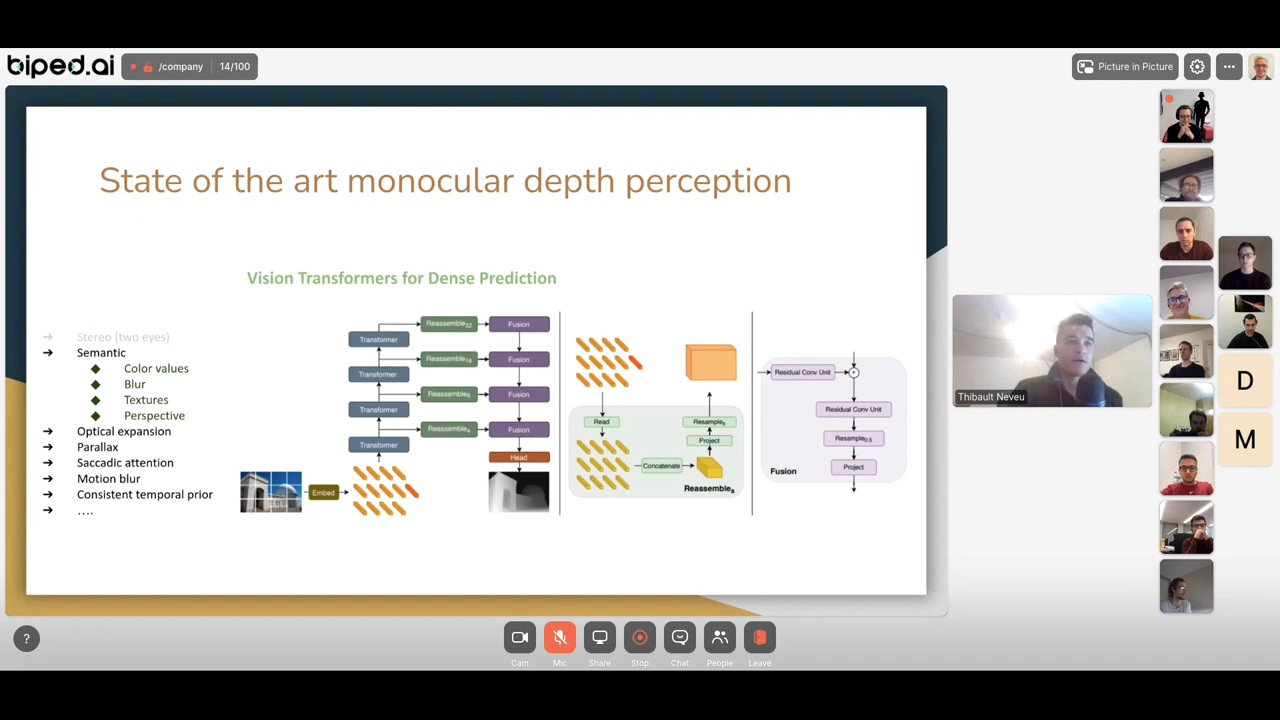 biped.ai
/company 14/100
Picture in Picture
State of the art monocular depth perception
Vision Transformers for Dense Prediction
➔ Stereo (two eyes)
➔ Semantic
◆ Color values
◆ Blur
◆ Textures
◆ Perspective
➔ Optical expansion
➔ Parallax
➔ Saccadic attention
➔ Motion blur
➔ Consistent temporal prior
➔ ....
Reassemble32 Fusion
Transformer
Reassemble16 Fusion
Transformer
Reassemble8 Fusion
Transformer
Reassemble4 Fusion
Transformer
Head
Embed
Read
Resample
Project
Concatenate
Reassemble
Residual Conv Unit +
Residual Conv Unit
Resample0.5
Project
Fusion
Thibault Neveu
D
M
?
Cam Mic Share Stop Chat People Leave